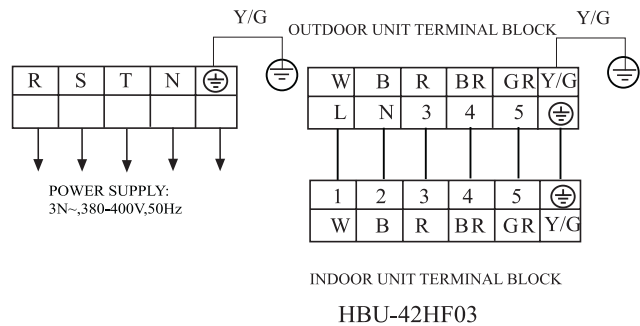 Y/G
OUTDOOR UNIT TERMINAL BLOCK
Y/G
R S T N
W B R BR GR Y/G
L N 3 4 5
POWER SUPPLY:
3N~,380-400V,50Hz
1 2 3 4 5
W B R BR GR Y/G
INDOOR UNIT TERMINAL BLOCK
HBU-42HF03